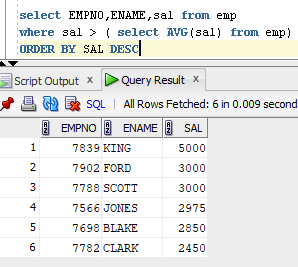 select EMPNO,ENAME,sal from emp
where sal > ( select AVG(sal) from emp)
ORDER BY SAL DESC
Script Output × Query Result ×
SQL | All Rows Fetched: 6 in 0.009 second
EMPNO ENAME SAL
1 7839 KING 5000
2 7902 FORD 3000
3 7788 SCOTT 3000
4 7566 JONES 2975
5 7698 BLAKE 2850
6 7782 CLARK 2450